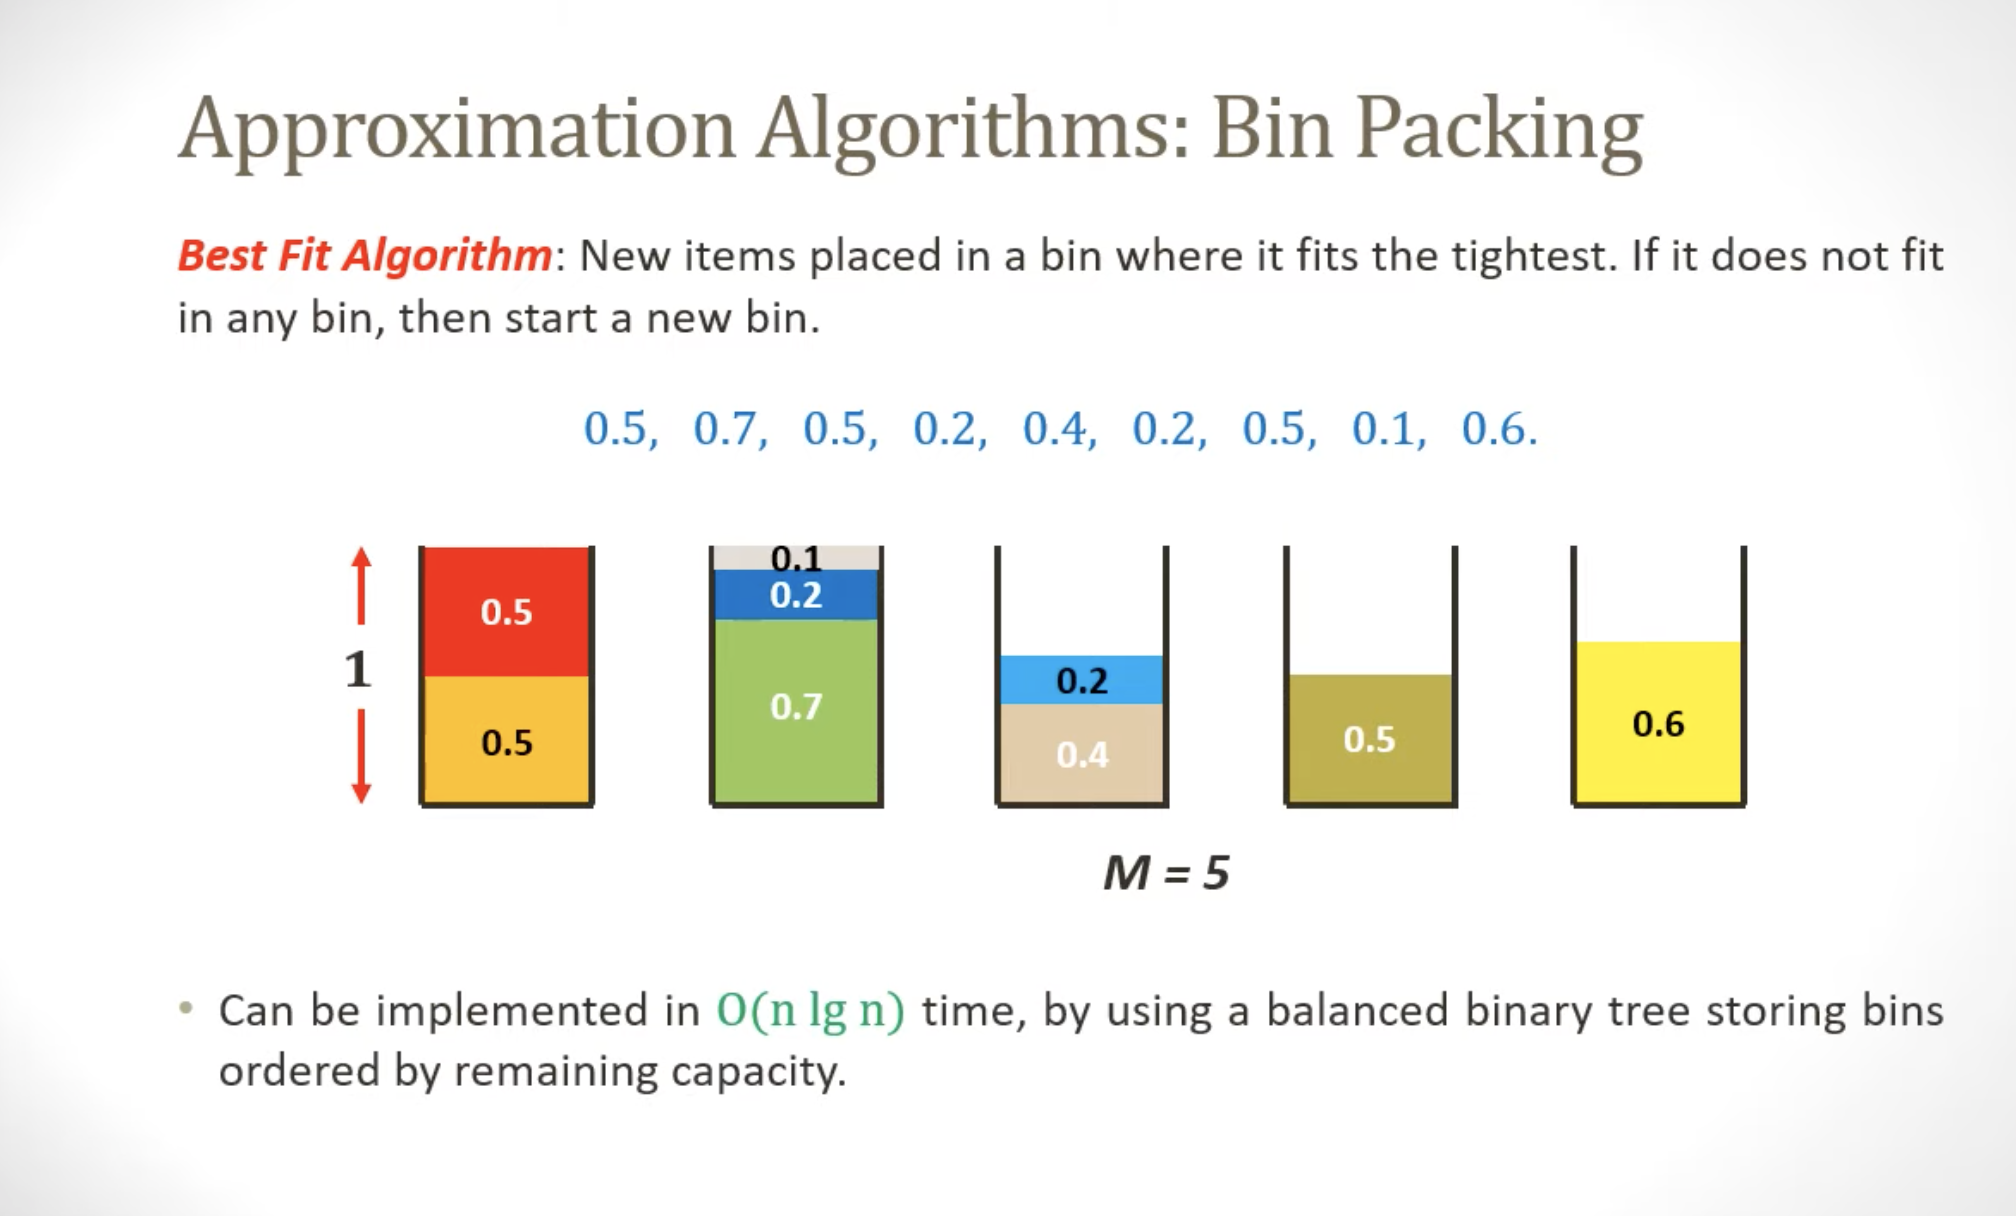 Approximation Algorithms: Bin Packing
Best Fit Algorithm: New items placed in a bin where it fits the tightest. If it does not fit
in any bin, then start a new bin.
0.5, 0.7, 0.5, 0.2, 0.4, 0.2, 0.5, 0.1, 0.6.
1
0.5
0.5
0.1
0.2
0.7
0.2
0.4
0.5
0.6
M = 5
• Can be implemented in O(n lg n) time, by using a balanced binary tree storing bins
ordered by remaining capacity.